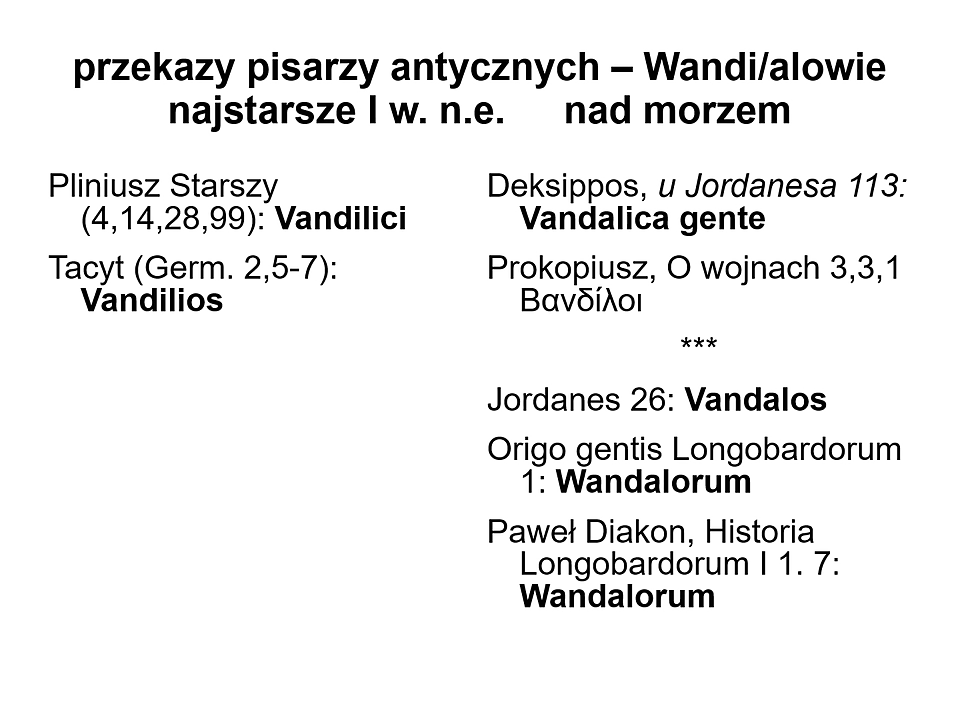 przekazy pisarzy antycznych – Wandi/alowie
najstarsze I w. n.e. nad morzem
Pliniusz Starszy
(4,14,28,99): Vandilici
Tacyt (Germ. 2,5-7):
Vandilios
Deksippos, u Jordanesa 113:
Vandalica gente
Prokopiusz, O wojnach 3,3,1
Βανδίλοι
***
Jordanes 26: Vandalos
Origo gentis Longobardorum
1: Wandalorum
Paweł Diakon, Historia
Longobardorum I 1. 7:
Wandalorum